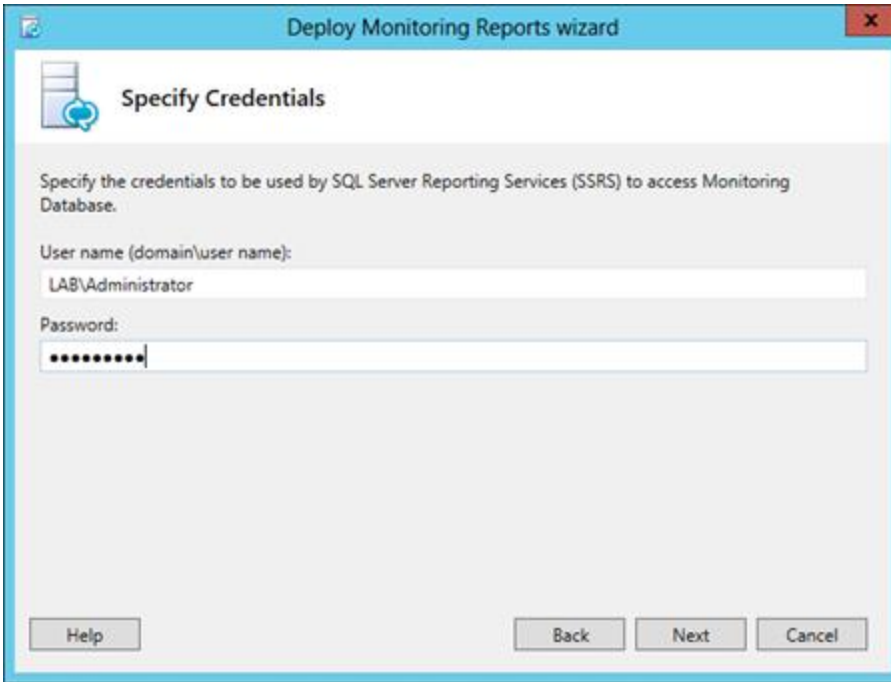 Deploy Monitoring Reports wizard
x
Specify Credentials
Specify the credentials to be used by SQL Server Reporting Services (SSRS) to access Monitoring
Database.
User name (domain\user name):
LAB\Administrator
Password:
•••••••••
Help Back Next Cancel